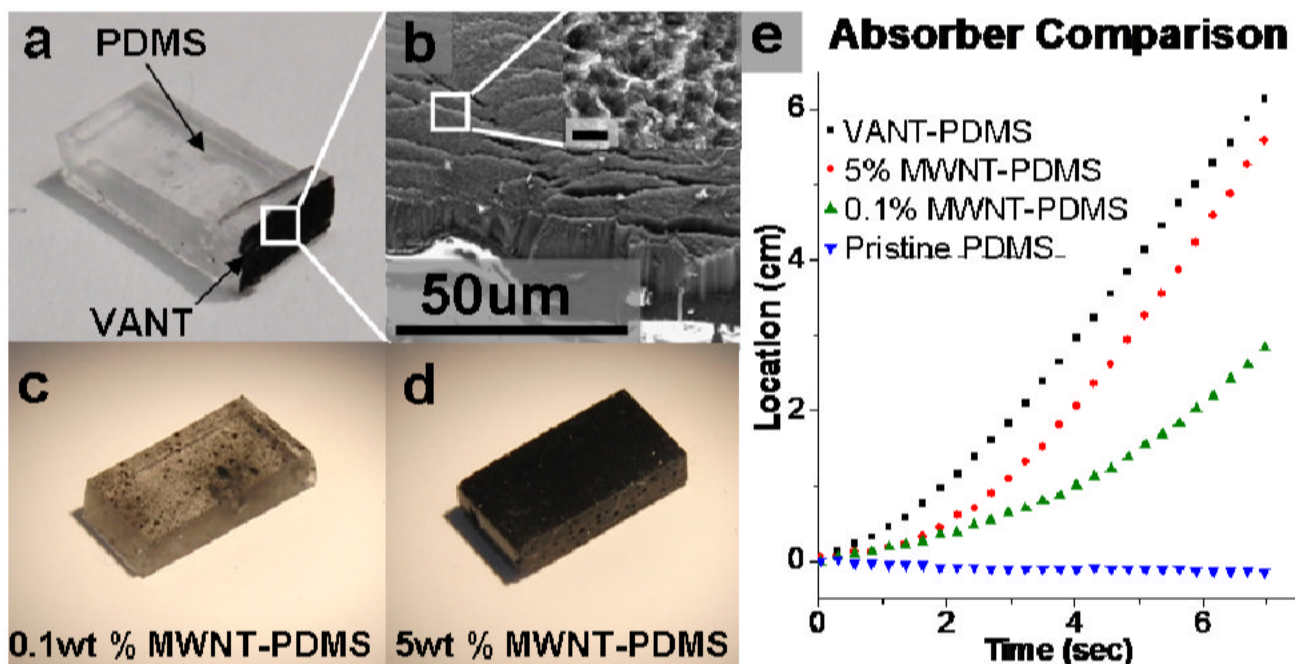 a
PDMS
VANT
b
50um
c
0.1wt % MWNT-PDMS
d
5wt % MWNT-PDMS
e
Absorber Comparison
VANT-PDMS
5% MWNT-PDMS
0.1% MWNT-PDMS
Pristine PDMS
Location (cm)
6
4
2
0
0
2
4
6
Time (sec)